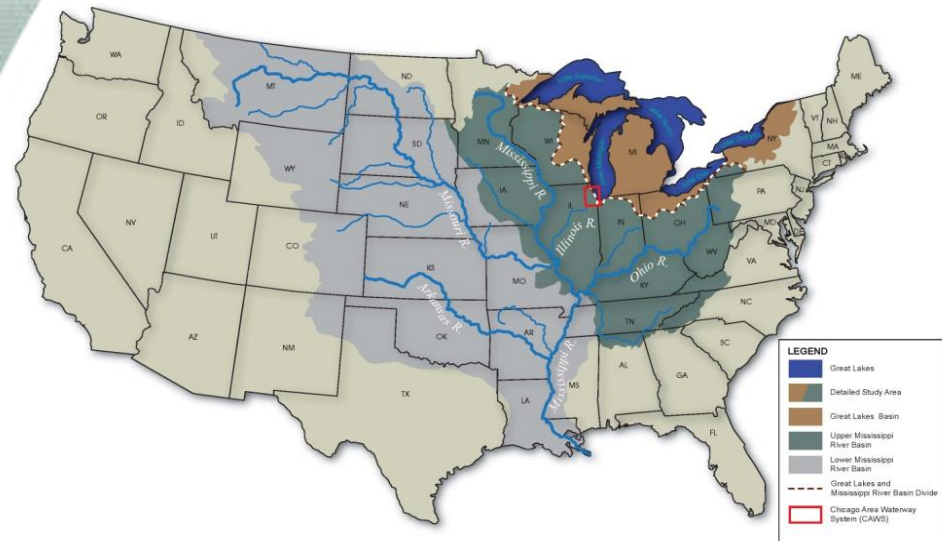 WA
MT
ND
ME
OR
ID
MN
WI
MI
VT
NH
NY
MA
CT
SD
WY
IA
NE
PA
NJ
NV
UT
CO
IL
IN
OH
MD
DE
WV
VA
CA
KS
MO
KY
NC
TN
AZ
NM
OK
AR
SC
TX
LA
MS
AL
GA
FL
Lake Superior
Mississippi R.
Missouri R.
Illinois R.
Ohio R.
Arkansas R.
Mississippi R.
LEGEND
Great Lakes
Detailed Study Area
Great Lakes Basin
Upper Mississippi
River Basin
Lower Mississippi
River Basin
Great Lakes and
Mississippi River Basin Divide
Chicago Area Waterway
System (CAWS)